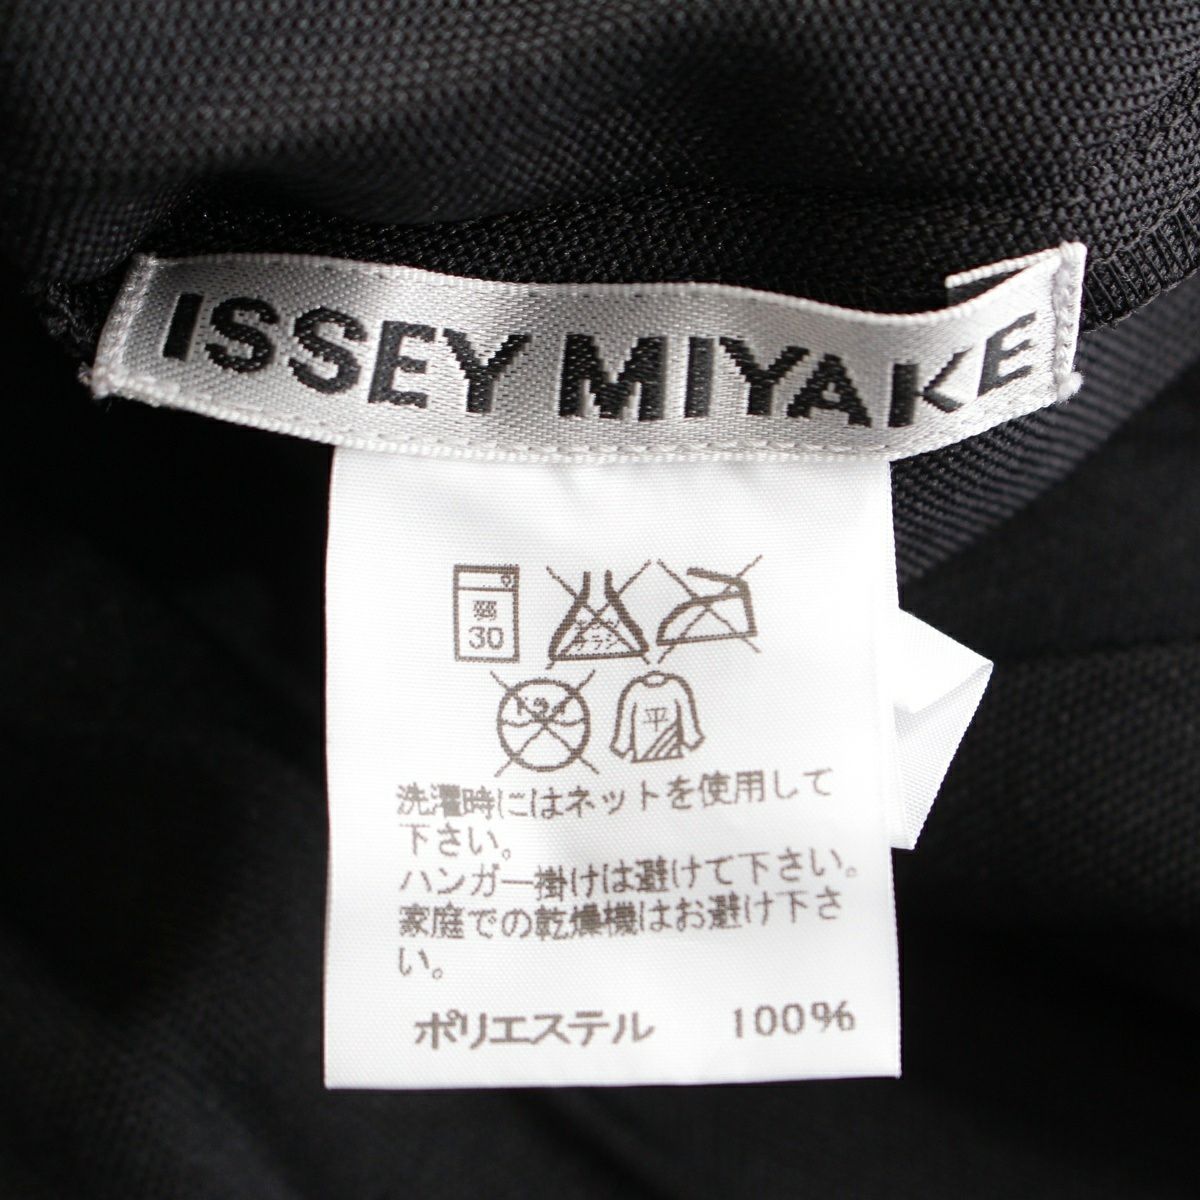 ISSEY MIYAKE
弱
30
平
洗濯時にはネットを使用して
下さい。
ハンガー掛けは避けて下さい。
家庭での乾燥機はお避け下さ
い。
ポリエステル 100%